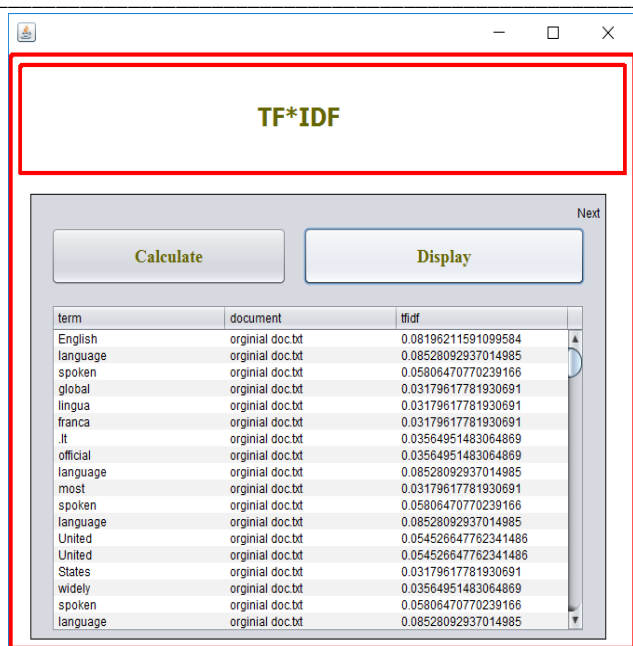 TF*IDF
Next
Calculate Display
term document tfidf
English orginial doc.txt 0.08196211591099584
language orginial doc.txt 0.08528092937014985
spoken orginial doc.txt 0.05806470770239166
global orginial doc.txt 0.03179617781930691
lingua orginial doc.txt 0.03179617781930691
franca orginial doc.txt 0.03179617781930691
.It orginial doc.txt 0.03564951483064869
official orginial doc.txt 0.03564951483064869
language orginial doc.txt 0.08528092937014985
most orginial doc.txt 0.03179617781930691
spoken orginial doc.txt 0.05806470770239166
language orginial doc.txt 0.08528092937014985
United orginial doc.txt 0.054526647762341486
United orginial doc.txt 0.054526647762341486
States orginial doc.txt 0.03179617781930691
widely orginial doc.txt 0.03564951483064869
spoken orginial doc.txt 0.05806470770239166
language orginial doc.txt 0.08528092937014985